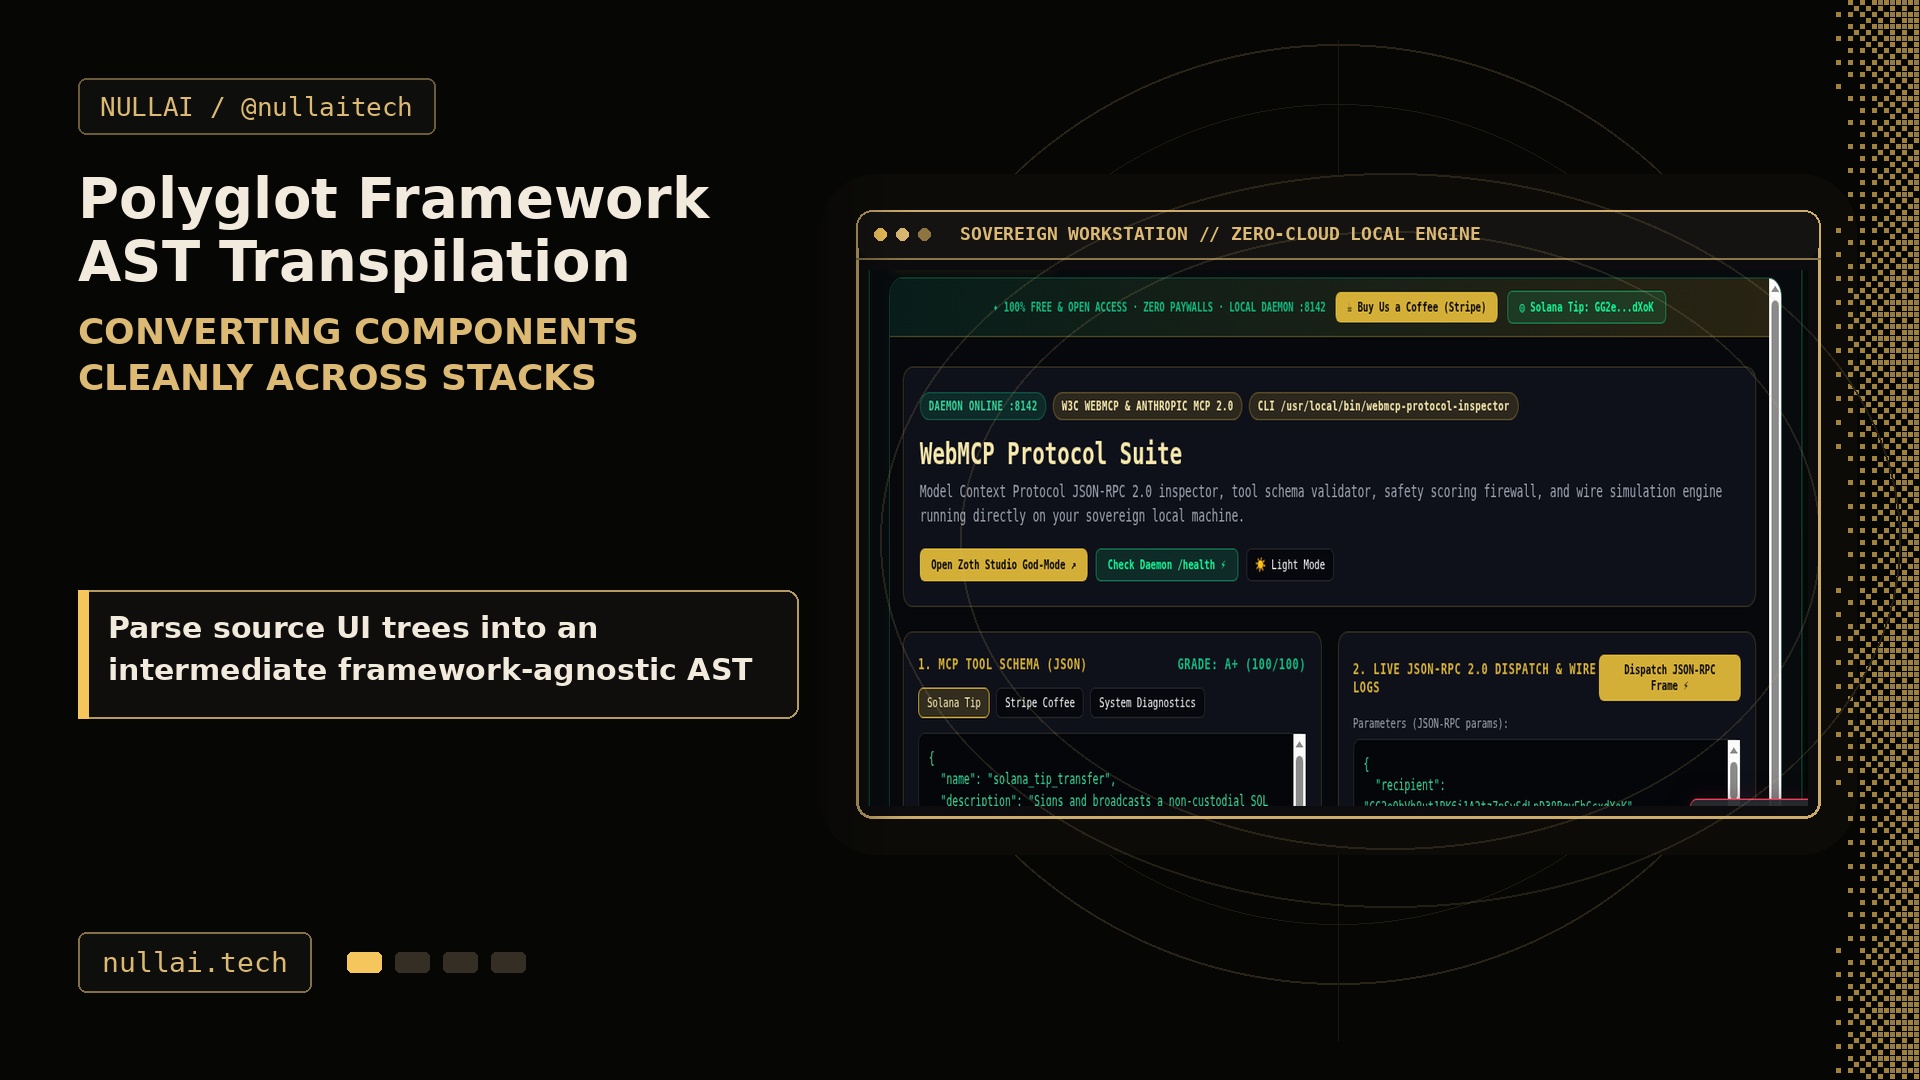 NULLAI / @nullaitech
Polyglot Framework
AST Transpilation
CONVERTING COMPONENTS
CLEANLY ACROSS STACKS
Parse source UI trees into an
intermediate framework-agnostic AST
nullai.tech
SOVEREIGN WORKSTATION // ZERO-CLOUD LOCAL ENGINE
100% FREE & OPEN ACCESS · ZERO PAYWALLS · LOCAL DAEMON :8142
Buy Us a Coffee (Stripe)
Solana Tip: GG2e...dXoK
DAEMON ONLINE :8142
W3C WEBMCP & ANTHROPIC MCP 2.0
CLI /usr/local/bin/webmcp-protocol-inspector
WebMCP Protocol Suite
Model Context Protocol JSON-RPC 2.0 inspector, tool schema validator, safety scoring firewall, and wire simulation engine
running directly on your sovereign local machine.
Open Zoth Studio God-Mode ↗
Check Daemon /health ⚡
☀️ Light Mode
1. MCP TOOL SCHEMA (JSON)
GRADE: A+ (100/100)
Solana Tip
Stripe Coffee
System Diagnostics
{
"name": "solana_tip_transfer",
"description": "Signs and broadcasts a non-custodial SOL
2. LIVE JSON-RPC 2.0 DISPATCH & WIRE
LOGS
Dispatch JSON-RPC
Frame ⚡
Parameters (JSON-RPC params):
{
"recipient":